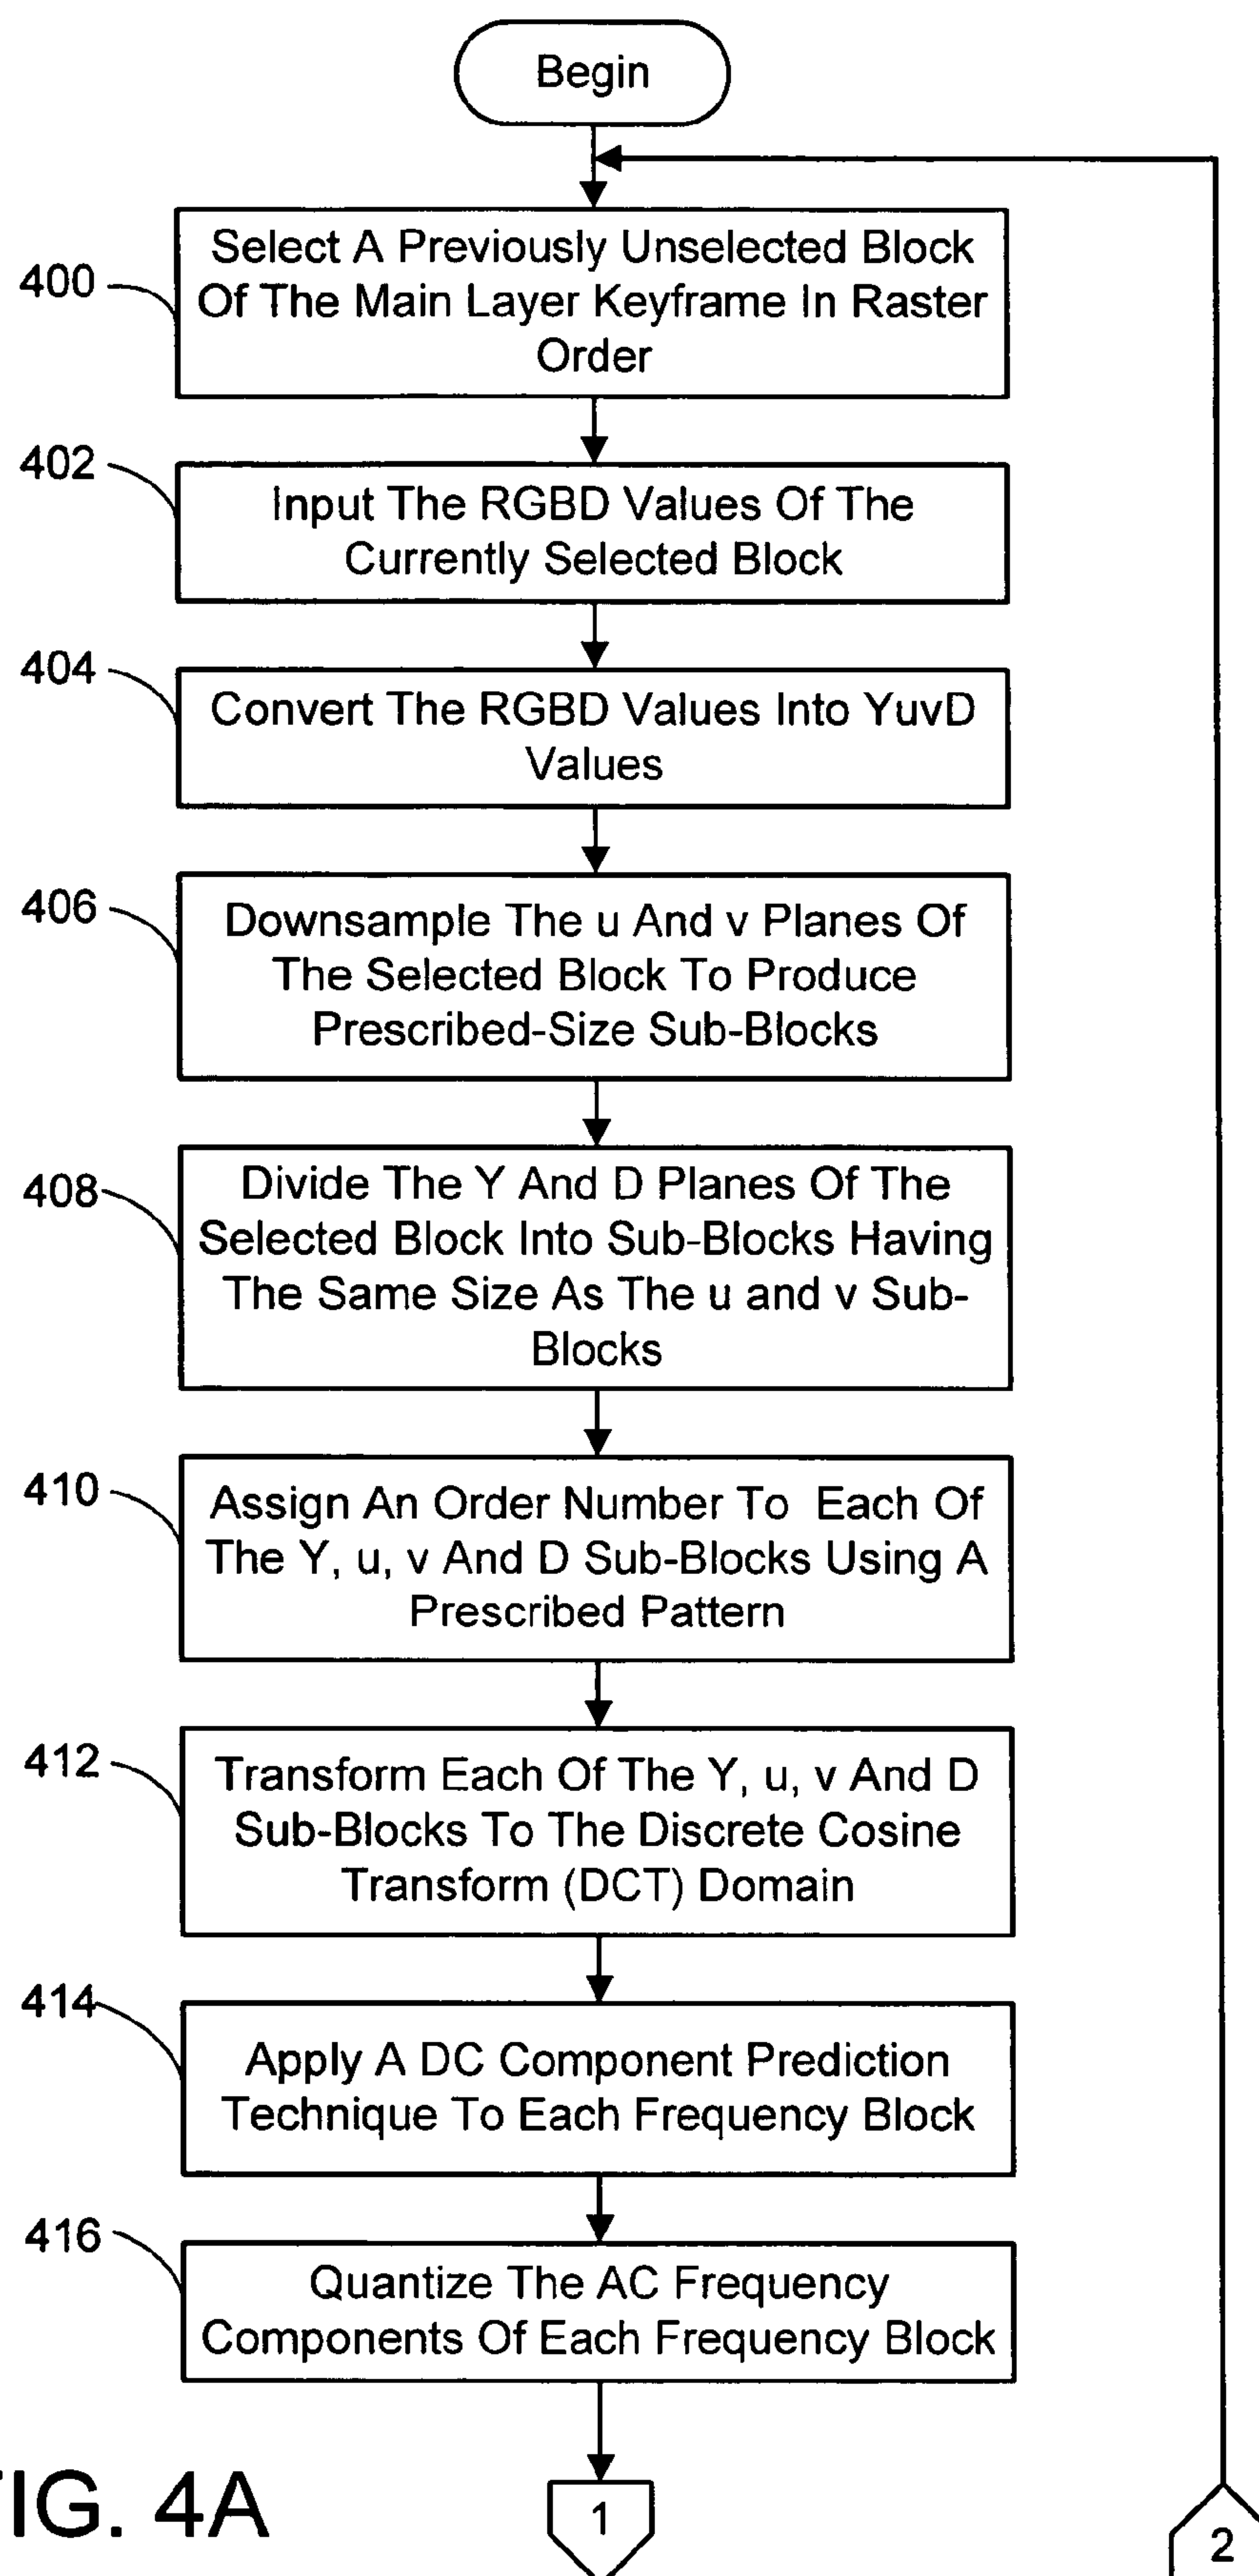 Begin
400
Select A Previously Unselected Block
Of The Main Layer Keyframe In Raster
Order
402
Input The RGBD Values Of The
Currently Selected Block
404
Convert The RGBD Values Into YuvD
Values
406
Downsample The u And v Planes Of
The Selected Block To Produce
Prescribed-Size Sub-Blocks
408
Divide The Y And D Planes Of The
Selected Block Into Sub-Blocks Having
The Same Size As The u and v Sub-
Blocks
410
Assign An Order Number To Each Of
The Y, u, v And D Sub-Blocks Using A
Prescribed Pattern
412
Transform Each Of The Y, u, v And D
Sub-Blocks To The Discrete Cosine
Transform (DCT) Domain
414
Apply A DC Component Prediction
Technique To Each Frequency Block
416
Quantize The AC Frequency
Components Of Each Frequency Block
FIG. 4A
1
2